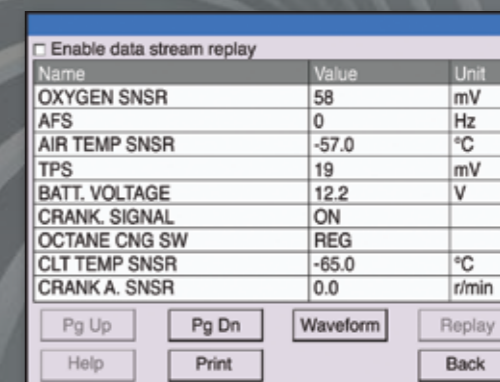 Enable data stream replay
Name Value Unit
OXYGEN SNSR 58 mV
AFS 0 Hz
AIR TEMP SNSR -57.0 °C
TPS 19 mV
BATT. VOLTAGE 12.2 V
CRANK. SIGNAL ON
OCTANE CNG SW REG
CLT TEMP SNSR -65.0 °C
CRANK A. SNSR 0.0 r/min
Pg Up Pg Dn Waveform Replay
Help Print Back